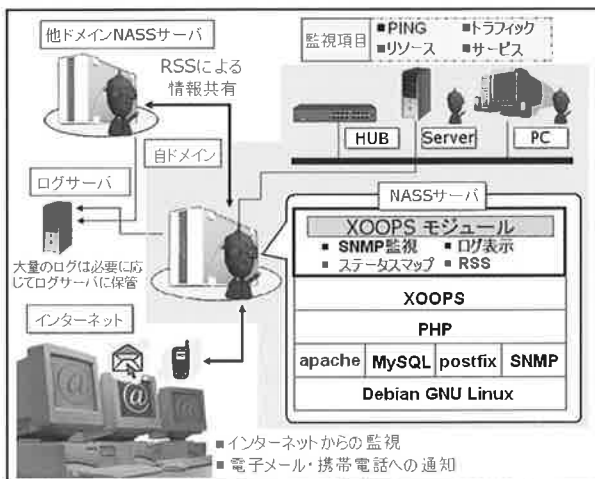 他ドメインNASSサーバ
RSSによる
情報共有
監視項目
■PING ■トラフィック
■リソース ■サービス
HUB
Server
PC
自ドメイン
ログサーバ
大量のログは必要に応
じてログサーバに保管
NASSサーバ
XOOPS モジュール
■ SNMP監視 ■ ログ表示
■ ステータスマップ ■ RSS
XOOPS
PHP
apache MySQL postfix SNMP
Debian GNU Linux
インターネット
@ @ @
■インターネットからの監視
■電子メール・携帯電話への通知